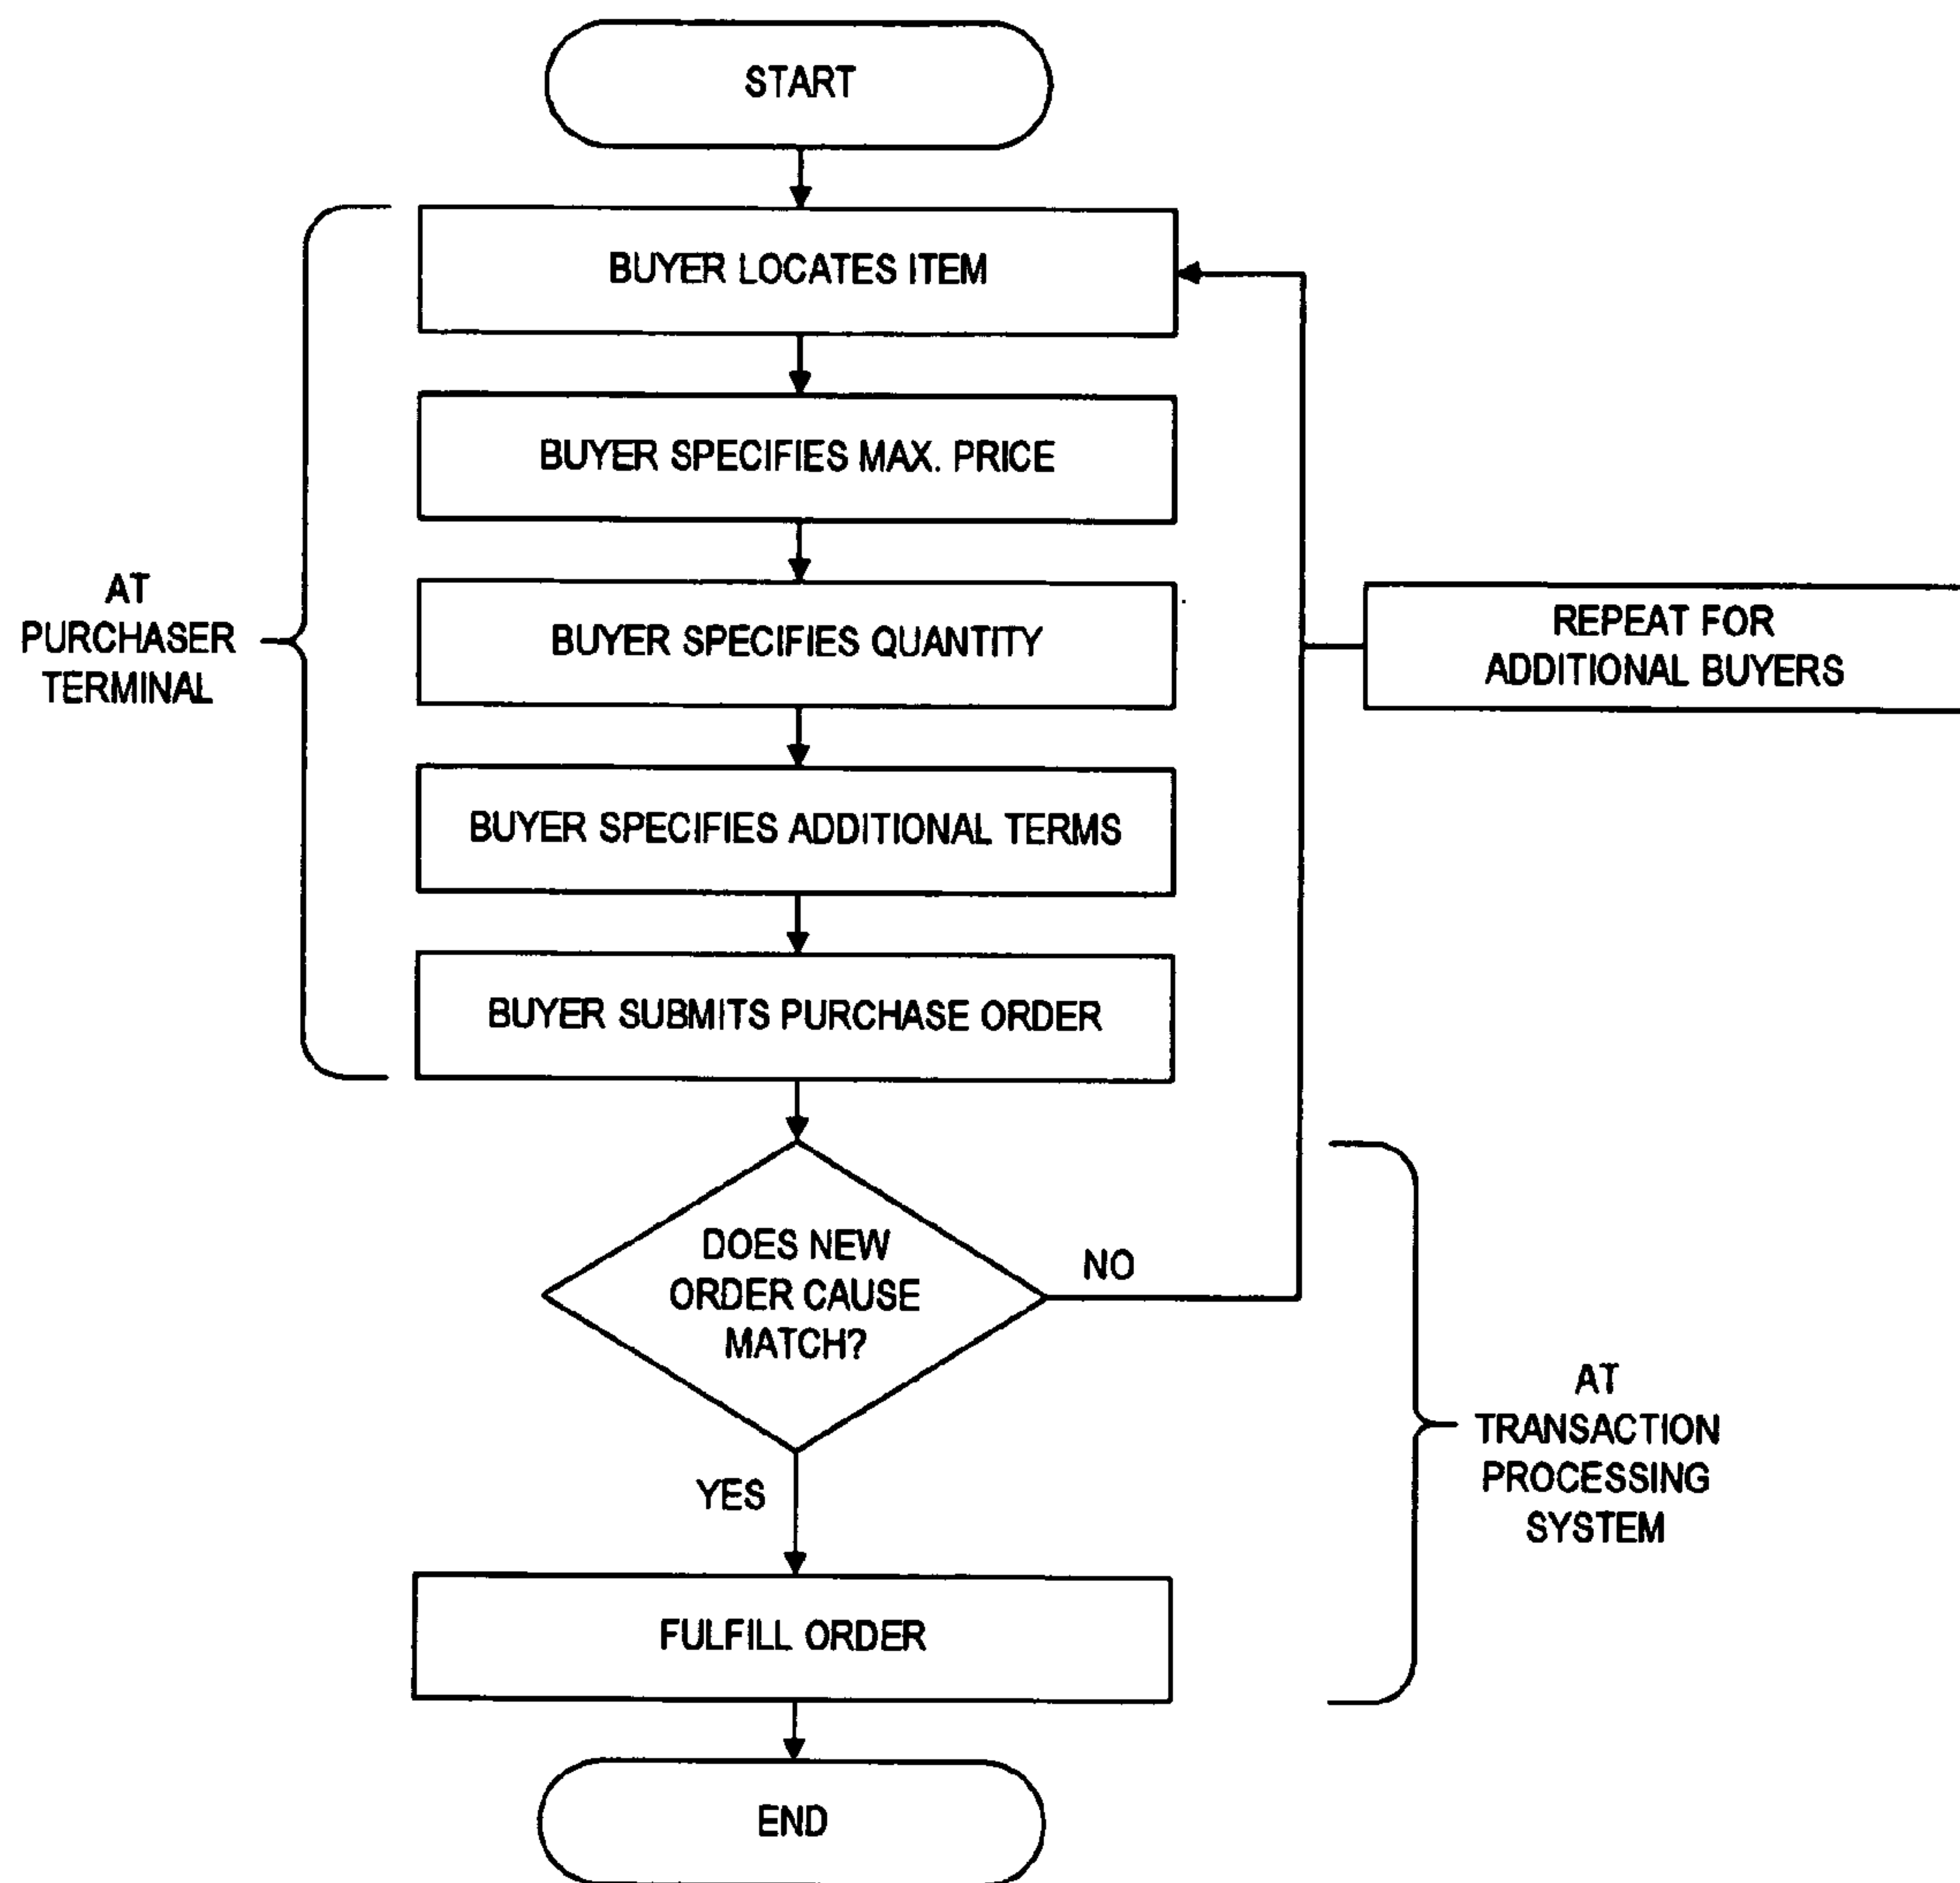 START
BUYER LOCATES ITEM
BUYER SPECIFIES MAX. PRICE
AT
PURCHASER
TERMINAL
BUYER SPECIFIES QUANTITY
REPEAT FOR
ADDITIONAL BUYERS
BUYER SPECIFIES ADDITIONAL TERMS
BUYER SUBMITS PURCHASE ORDER
DOES NEW
ORDER CAUSE
MATCH?
NO
YES
AT
TRANSACTION
PROCESSING
SYSTEM
FULFILL ORDER
END